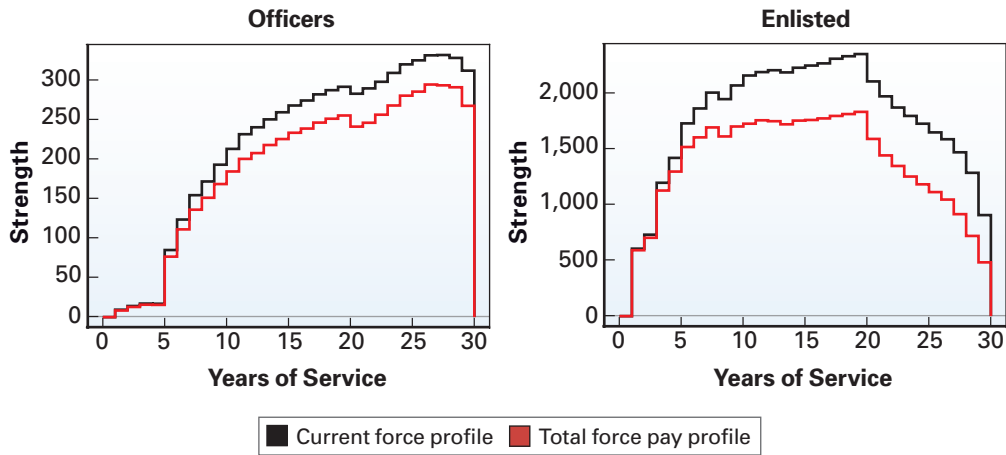 Officers
Strength
300
250
200
150
100
50
0
0 5 10 15 20 25 30
Years of Service
Enlisted
Strength
2,000
1,500
1,000
500
0
0 5 10 15 20 25 30
Years of Service
Current force profile Total force pay profile